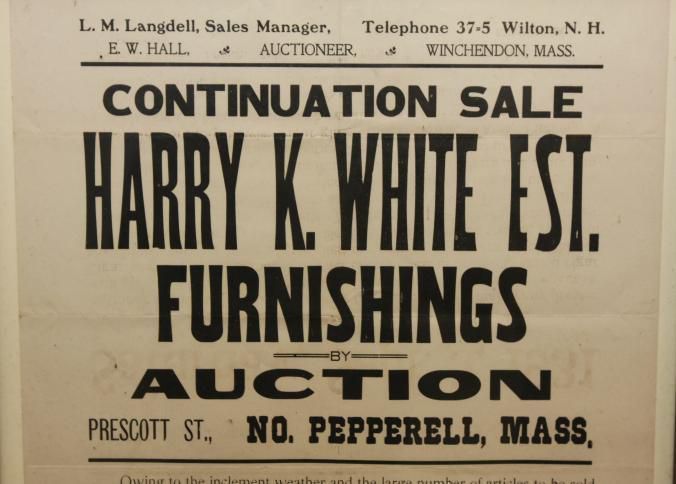 L. M. Langdell, Sales Manager, Telephone 37-5 Wilton, N. H.
E. W. HALL, AUCTIONEER, WINCHENDON, MASS.
CONTINUATION SALE
HARRY K. WHITE EST.
FURNISHINGS
BY
AUCTION
PRESCOTT ST., NO. PEPPERELL, MASS.
Owing to the inclement weather and the large number of articles to be sold